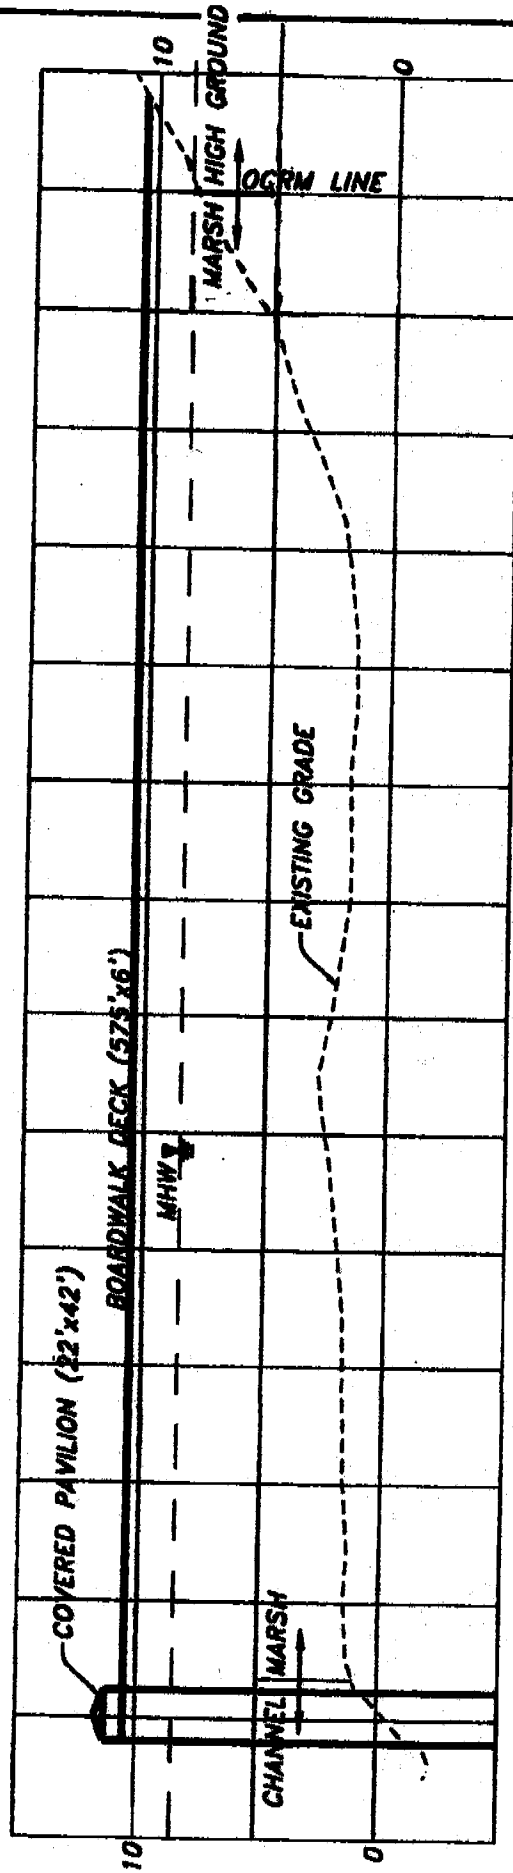 COVERED PAVILION (22'x42')
BOARDWALK DECK (575'x6')
MHW
10
10
MARSH
HIGH GROUND
OCRM LINE
EXISTING GRADE
CHANNEL
MARSH
0
0